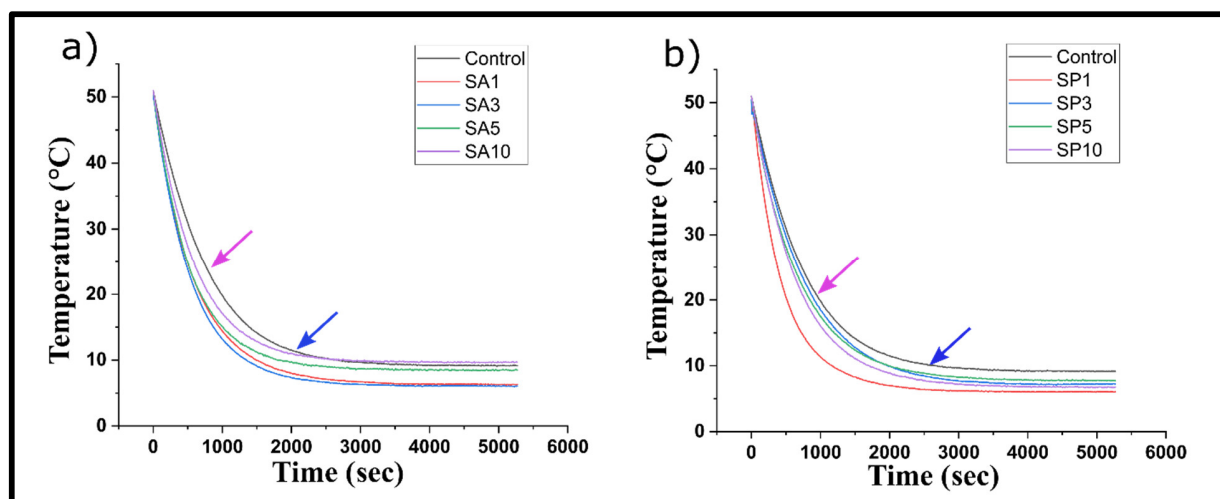 a)
Control
SA1
SA3
SA5
SA10
50
40
30
20
10
0
Temperature (°C)
0 1000 2000 3000 4000 5000 6000
Time (sec)
b)
Control
SP1
SP3
SP5
SP10
50
40
30
20
10
0
Temperature (°C)
0 1000 2000 3000 4000 5000 6000
Time (sec)